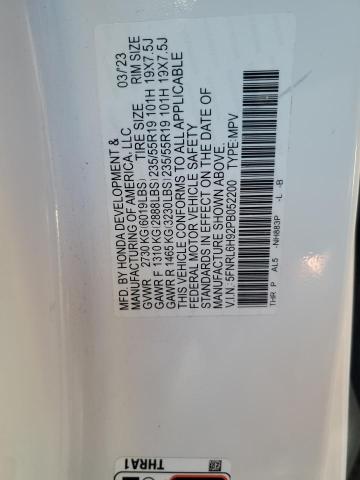 MFD. BY HONDA DEVELOPMENT & 03/'23
MANUFACTURING OF AMERICA, LLC
GVWR 2730 KG(6019LBS) TIRE SIZE RIM SIZE
GAWR F 1310 KG(2888LBS)235/55R19 101H 19X7.5J
GAWR R 1465 KG(3230LBS)235/55R19 101H 19X7.5J
THIS VEHICLE CONFORMS TO ALL APPLICABLE
FEDERAL MOTOR VEHICLE SAFETY
STANDARDS IN EFFECT ON THE DATE OF
MANUFACTURE SHOWN ABOVE.
V.I.N: 5FNRL6H92PB052200 TYPE:MPV
THR P AL5 -NH883P -L -B
THRA1